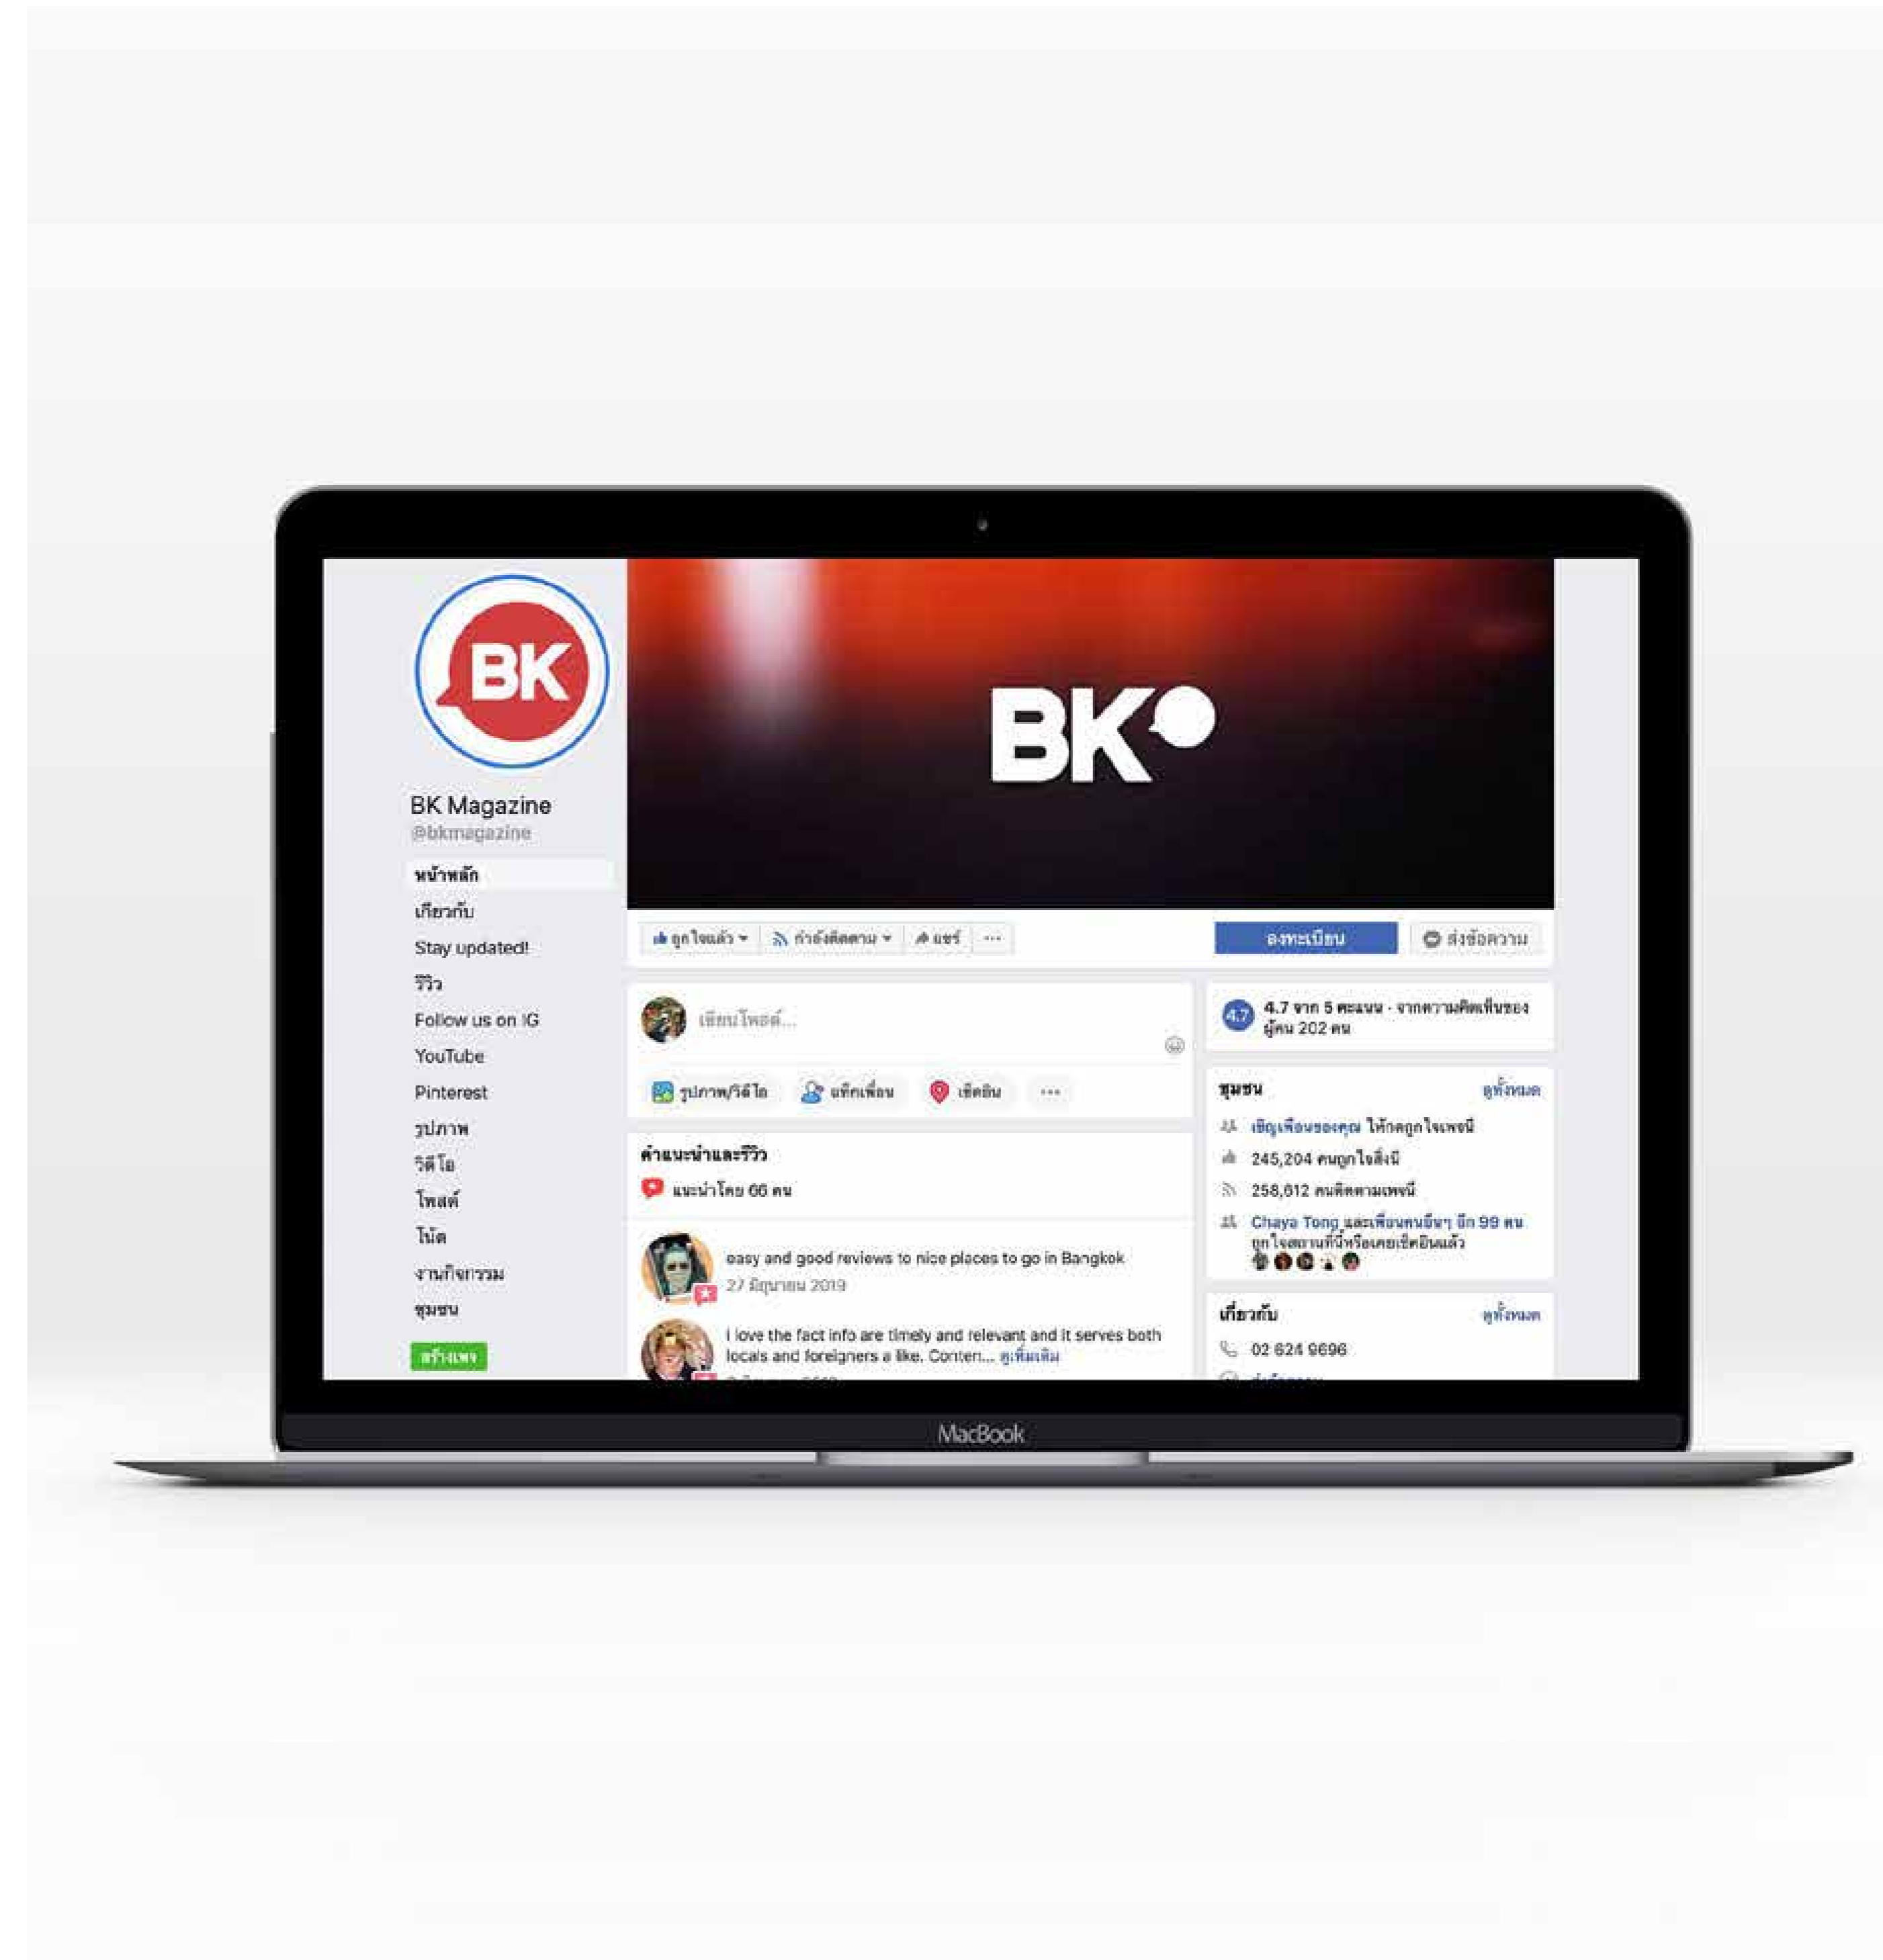 BK
BK Magazine
@bkmagazine
หน้าหลัก
เกี่ยวกับ
Stay updated!
รีวิว
Follow us on IG
YouTube
Pinterest
รูปภาพ
วิดีโอ
โพสต์
โน้ต
งานกิจกรรม
ชุมชน
สร้างเพจ
BK
ถูกใจแล้ว
กำลังติดตาม
แชร์
ลงทะเบียน
ส่งข้อความ
เขียนโพสต์...
รูปภาพ/วิดีโอ
แท็กเพื่อน
เช็คอิน
คำแนะนำและรีวิว
แนะนำโดย 66 คน
easy and good reviews to nice places to go in Bangkok
27 มิถุนายน 2019
I love the fact info are timely and relevant and it serves both
locals and foreigners a like. Conten... ดูเพิ่มเติม
4.7
4.7 จาก 5 คะแนน · จากความคิดเห็นของ
ผู้คน 202 คน
ชุมชน
ดูทั้งหมด
เชิญเพื่อนของคุณ ให้กดถูกใจเพจนี้
245,204 คนถูกใจสิ่งนี้
258,612 คนติดตามเพจนี้
Chaya Tong และเพื่อนคนอื่นๆ อีก 99 คน
ถูกใจสถานที่นี้หรือเคยเช็คอินแล้ว
เกี่ยวกับ
ดูทั้งหมด
02 624 9696
MacBook